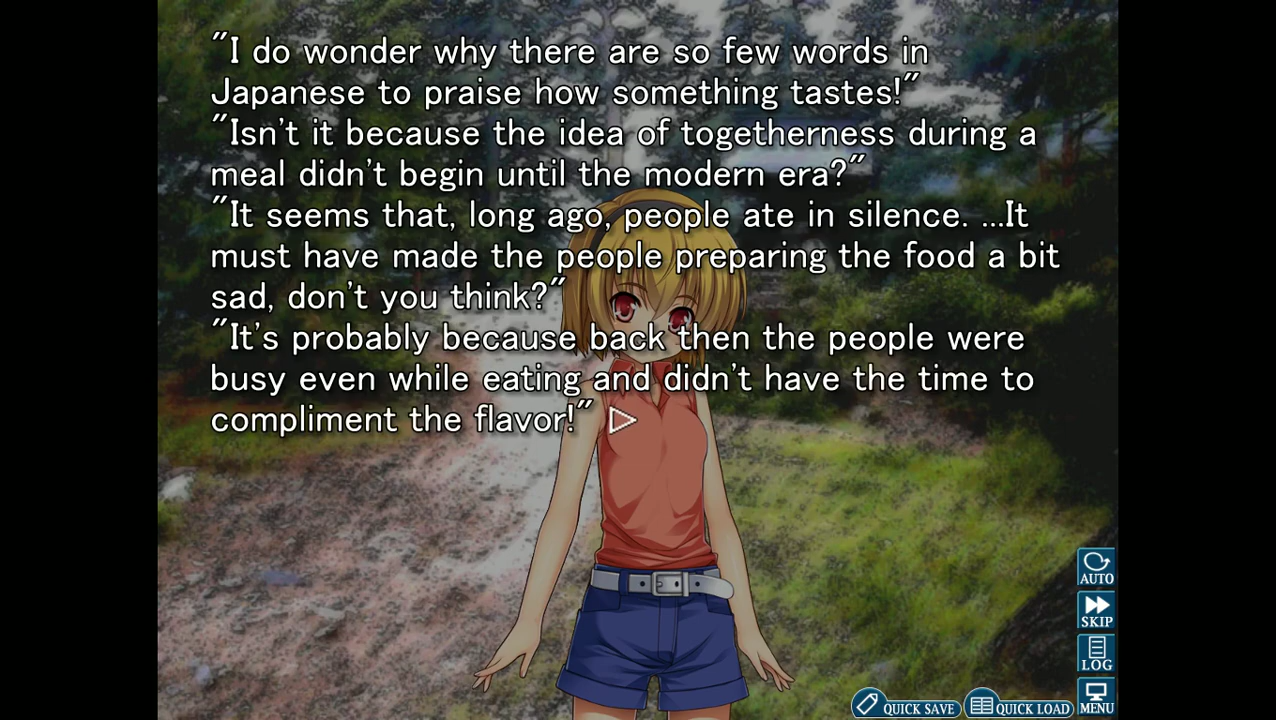 "I do wonder why there are so few words in
Japanese to praise how something tastes!"
"Isn't it because the idea of togetherness during a
meal didn't begin until the modern era?"
"It seems that, long ago, people ate in silence. ...It
must have made the people preparing the food a bit
sad, don't you think?"
"It's probably because back then the people were
busy even while eating and didn't have the time to
compliment the flavor!"
AUTO
SKIP
LOG
MENU
QUICK SAVE
QUICK LOAD